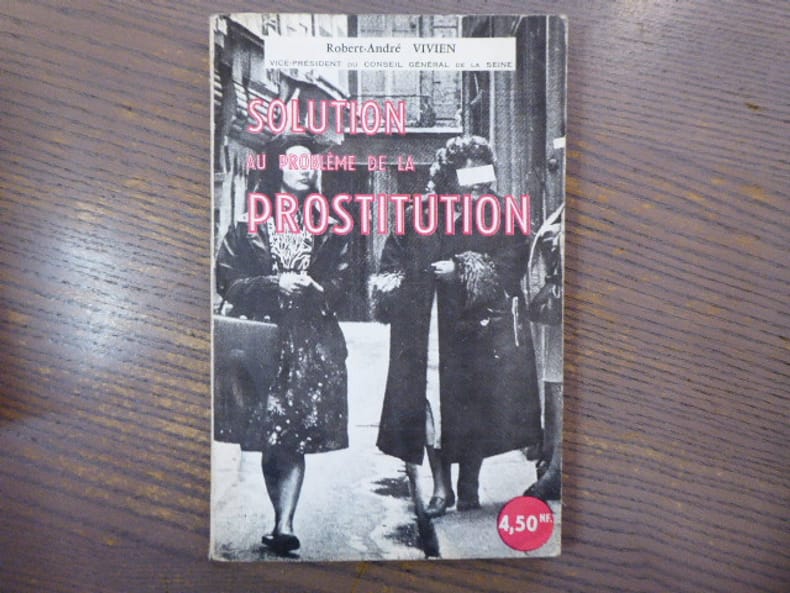 Robert-André VIVIEN
VICE-PRÉSIDENT DU CONSEIL GÉNÉRAL DE LA SEINE
SOLUTION
AU PROBLÈME DE LA
PROSTITUTION
4,50 NF.